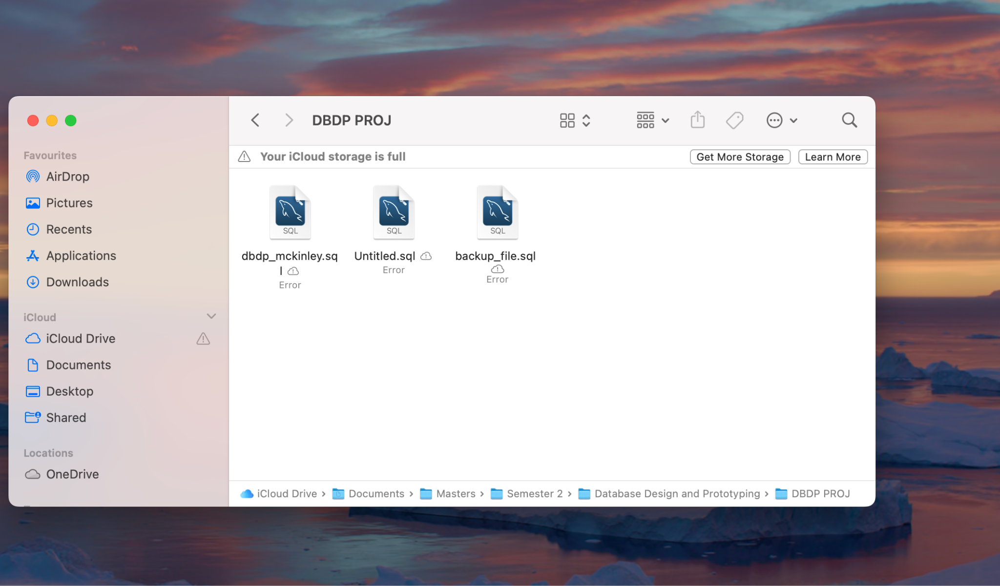 DBDP PROJ
Your iCloud storage is full
Get More Storage
Learn More
Favourites
AirDrop
Pictures
Recents
Applications
Downloads
iCloud
iCloud Drive
Documents
Desktop
Shared
Locations
OneDrive
SQL
SQL
SQL
dbdp_mckinley.sq
l
Error
Untitled.sql
Error
backup_file.sql
Error
iCloud Drive › Documents › Masters › Semester 2 › Database Design and Prototyping › DBDP PROJ